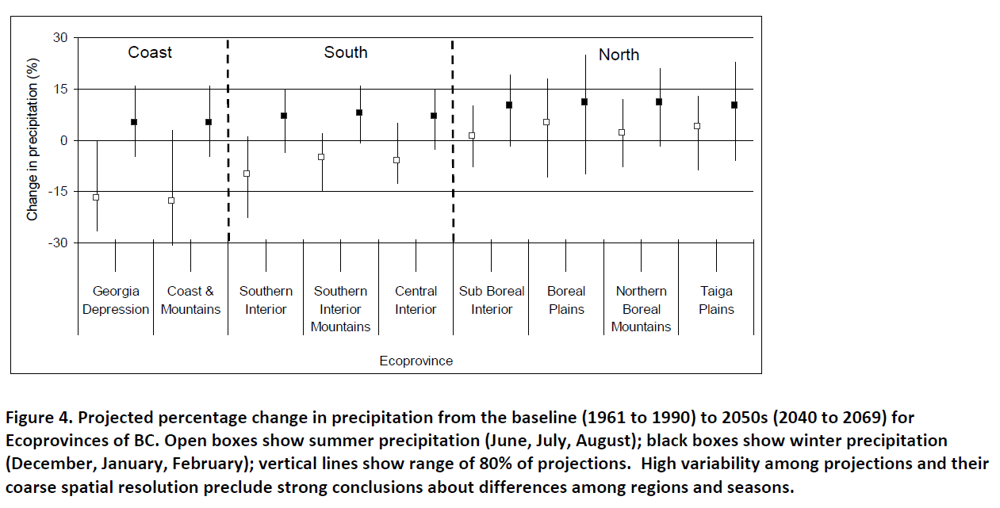 30
Coast South North
15
0
-15
-30
Change in precipitation (%)
Georgia Coast & Southern Southern Central Sub Boreal Boreal Northern Taiga
Depression Mountains Interior Interior Interior Interior Plains Boreal Plains
Mountains Mountains
Ecoprovince
Figure 4. Projected percentage change in precipitation from the baseline (1961 to 1990) to 2050s (2040 to 2069) for
Ecoprovinces of BC. Open boxes show summer precipitation (June, July, August); black boxes show winter precipitation
(December, January, February); vertical lines show range of 80% of projections. High variability among projections and their
coarse spatial resolution preclude strong conclusions about differences among regions and seasons.